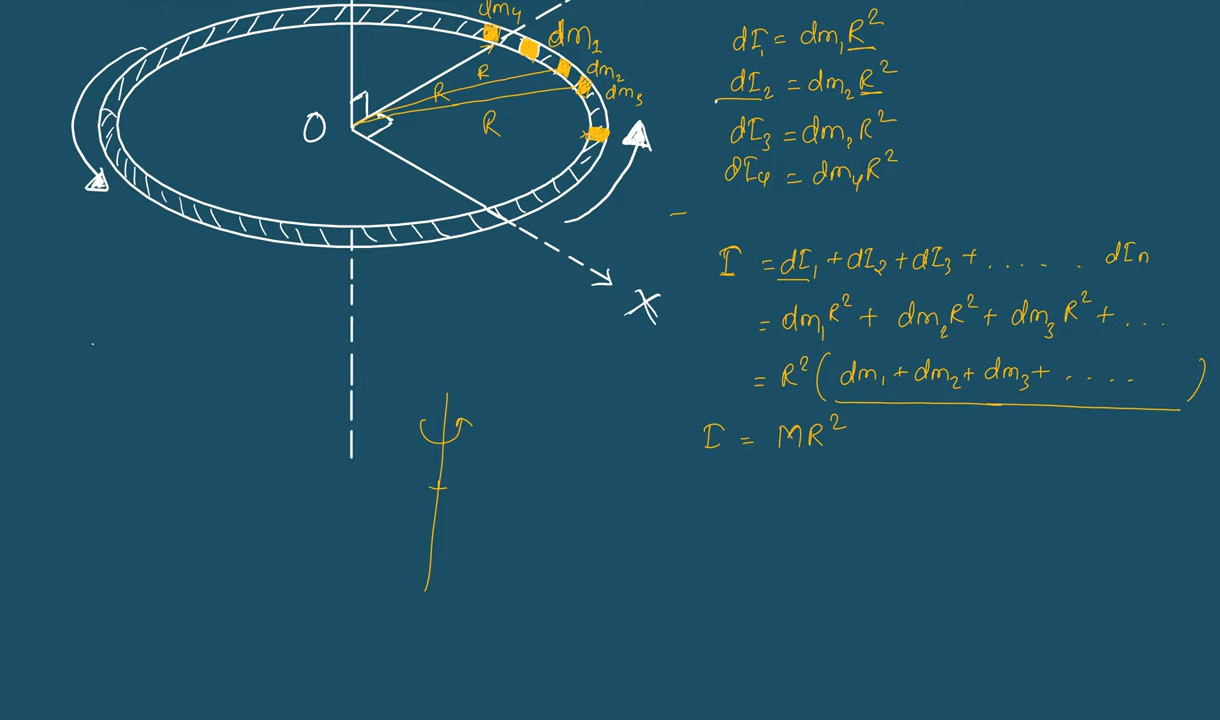 dm₄
dm₁
dm₂
dm₃
R
R
R
O
X
dI₁ = dm₁R²
dI₂ = dm₂R²
dI₃ = dm₂R²
dI₄ = dm₄R²
I = dI₁ + dI₂ + dI₃ + . . . . . . dIn
= dm₁R² + dm₂R² + dm₃R² + . . .
= R² ( dm₁ + dm₂ + dm₃ + . . . . . )
I = MR²